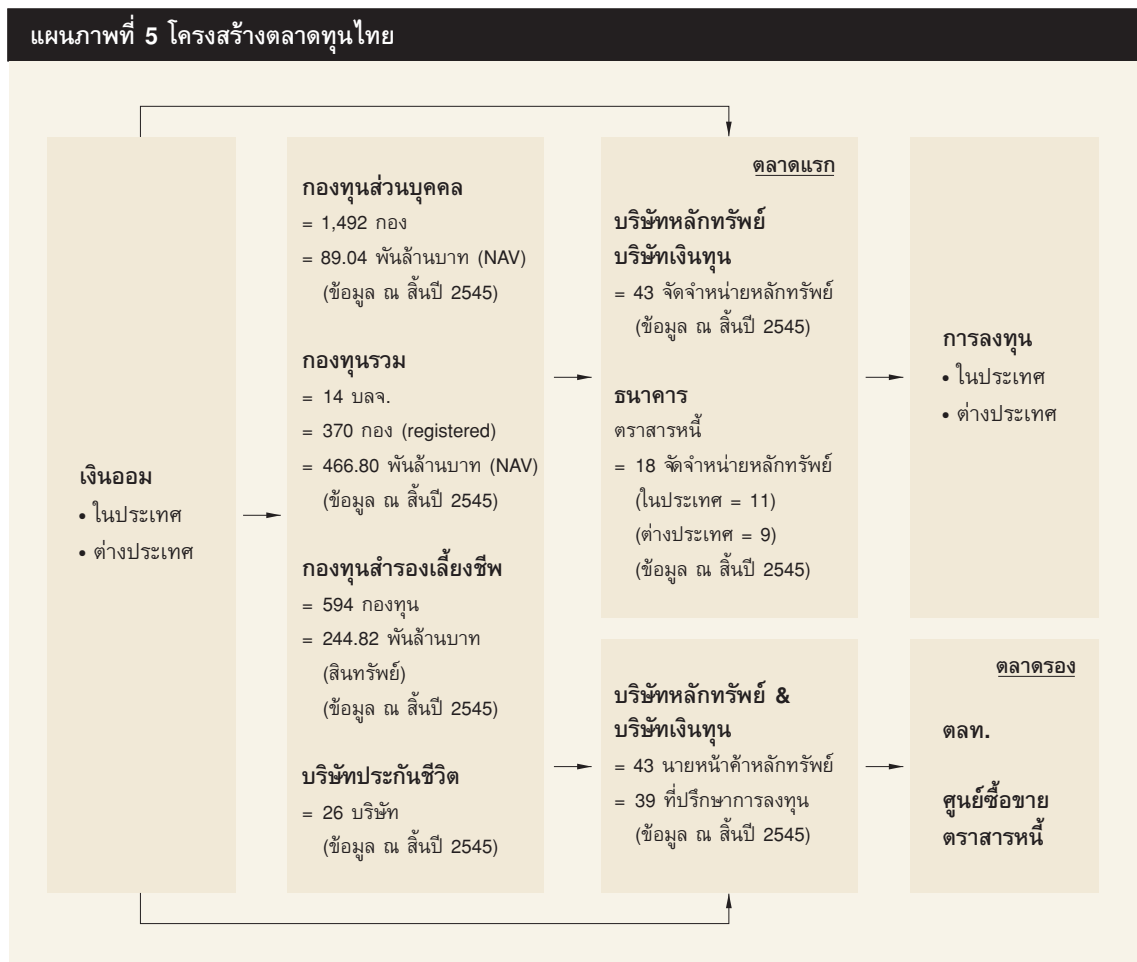 แผนภาพที่ 5 โครงสร้างตลาดทุนไทย
เงินออม
• ในประเทศ
• ต่างประเทศ
กองทุนส่วนบุคคล
= 1,492 กอง
= 89.04 พันล้านบาท (NAV)
(ข้อมูล ณ สิ้นปี 2545)
กองทุนรวม
= 14 บลจ.
= 370 กอง (registered)
= 466.80 พันล้านบาท (NAV)
(ข้อมูล ณ สิ้นปี 2545)
กองทุนสำรองเลี้ยงชีพ
= 594 กองทุน
= 244.82 พันล้านบาท
(สินทรัพย์)
(ข้อมูล ณ สิ้นปี 2545)
บริษัทประกันชีวิต
= 26 บริษัท
(ข้อมูล ณ สิ้นปี 2545)
ตลาดแรก
บริษัทหลักทรัพย์
บริษัทเงินทุน
= 43 จัดจำหน่ายหลักทรัพย์
(ข้อมูล ณ สิ้นปี 2545)
ธนาคาร
ตราสารหนี้
= 18 จัดจำหน่ายหลักทรัพย์
(ในประเทศ = 11)
(ต่างประเทศ = 9)
(ข้อมูล ณ สิ้นปี 2545)
บริษัทหลักทรัพย์ &
บริษัทเงินทุน
= 43 นายหน้าค้าหลักทรัพย์
= 39 ที่ปรึกษาการลงทุน
(ข้อมูล ณ สิ้นปี 2545)
การลงทุน
• ในประเทศ
• ต่างประเทศ
ตลาดรอง
ตลท.
ศูนย์ซื้อขาย
ตราสารหนี้